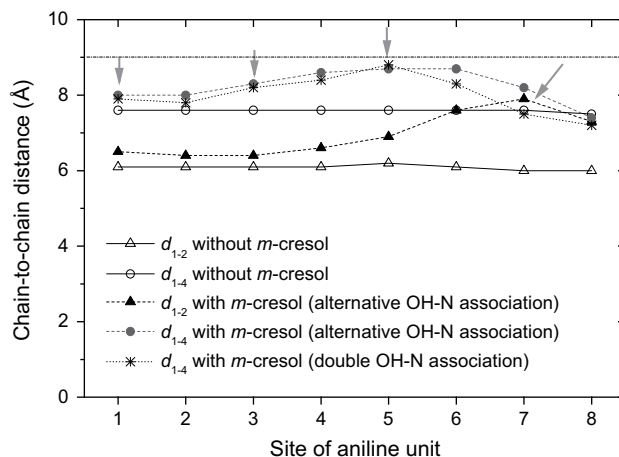 10
8
6
4
2
0
Chain-to-chain distance (Å)
d1-2 without m-cresol
d1-4 without m-cresol
d1-2 with m-cresol (alternative OH-N association)
d1-4 with m-cresol (alternative OH-N association)
d1-4 with m-cresol (double OH-N association)
1 2 3 4 5 6 7 8
Site of aniline unit